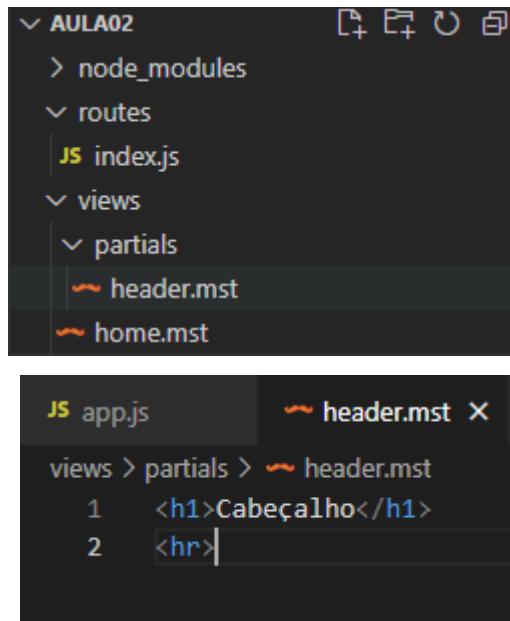 AULA02
node_modules
routes
JS index.js
views
partials
header.mst
home.mst
JS app.js header.mst ×
views > partials > header.mst
1 <h1>Cabeçalho</h1>
2 <hr>